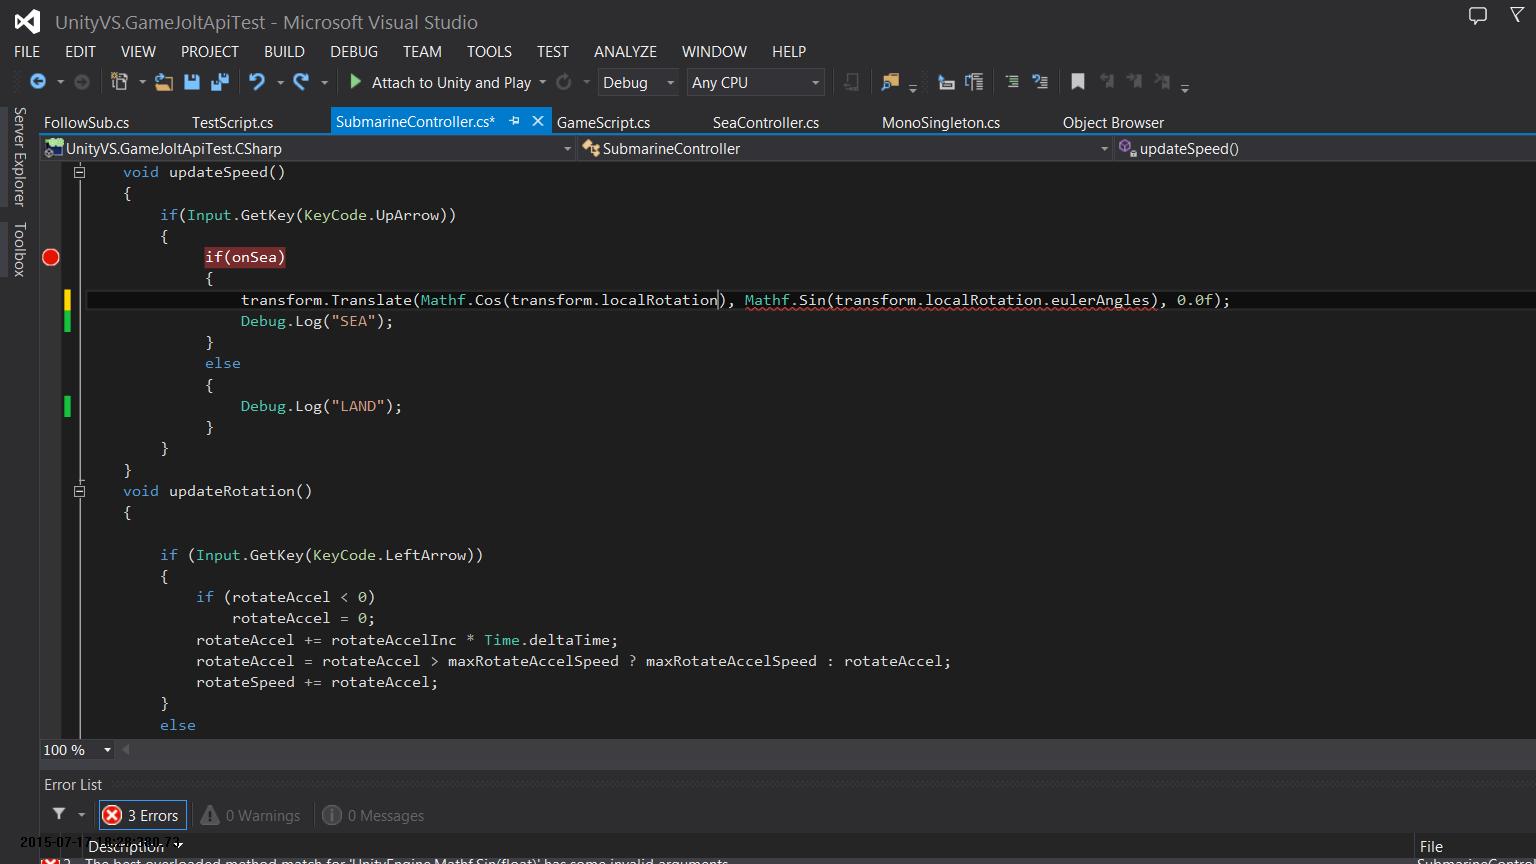 UnityVS.GameJoltApiTest - Microsoft Visual Studio
FILE EDIT VIEW PROJECT BUILD DEBUG TEAM TOOLS TEST ANALYZE WINDOW HELP
Attach to Unity and Play Debug Any CPU
Server Explorer
Toolbox
FollowSub.cs TestScript.cs SubmarineController.cs* GameScript.cs SeaController.cs MonoSingleton.cs Object Browser
UnityVS.GameJoltApiTest.CSharp SubmarineController updateSpeed()
void updateSpeed()
{
if(Input.GetKey(KeyCode.UpArrow))
{
if(onSea)
{
transform.Translate(Mathf.Cos(transform.localRotation), Mathf.Sin(transform.localRotation.eulerAngles), 0.0f);
Debug.Log("SEA");
}
else
{
Debug.Log("LAND");
}
}
}
void updateRotation()
{
if (Input.GetKey(KeyCode.LeftArrow))
{
if (rotateAccel < 0)
rotateAccel = 0;
rotateAccel += rotateAccelInc * Time.deltaTime;
rotateAccel = rotateAccel > maxRotateAccelSpeed ? maxRotateAccelSpeed : rotateAccel;
rotateSpeed += rotateAccel;
}
else
100 %
Error List
3 Errors 0 Warnings 0 Messages
Description File
The best overloaded method match for 'UnityEngine.Mathf.Sin(float)' has some invalid arguments